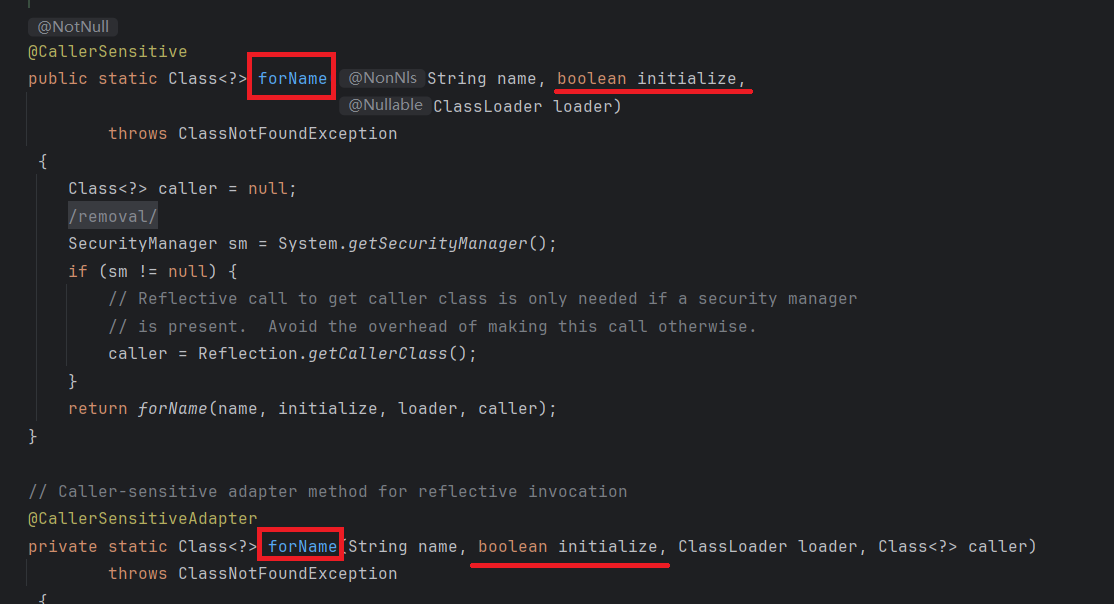 @NotNull
@CallerSensitive
public static Class<?> forName @NonNls String name, boolean initialize,
@Nullable ClassLoader loader)
throws ClassNotFoundException
{
Class<?> caller = null;
/removal/
SecurityManager sm = System.getSecurityManager();
if (sm != null) {
// Reflective call to get caller class is only needed if a security manager
// is present.  Avoid the overhead of making this call otherwise.
caller = Reflection.getCallerClass();
}
return forName(name, initialize, loader, caller);
}
// Caller-sensitive adapter method for reflective invocation
@CallerSensitiveAdapter
private static Class<?> forName(String name, boolean initialize, ClassLoader loader, Class<?> caller)
throws ClassNotFoundException
{